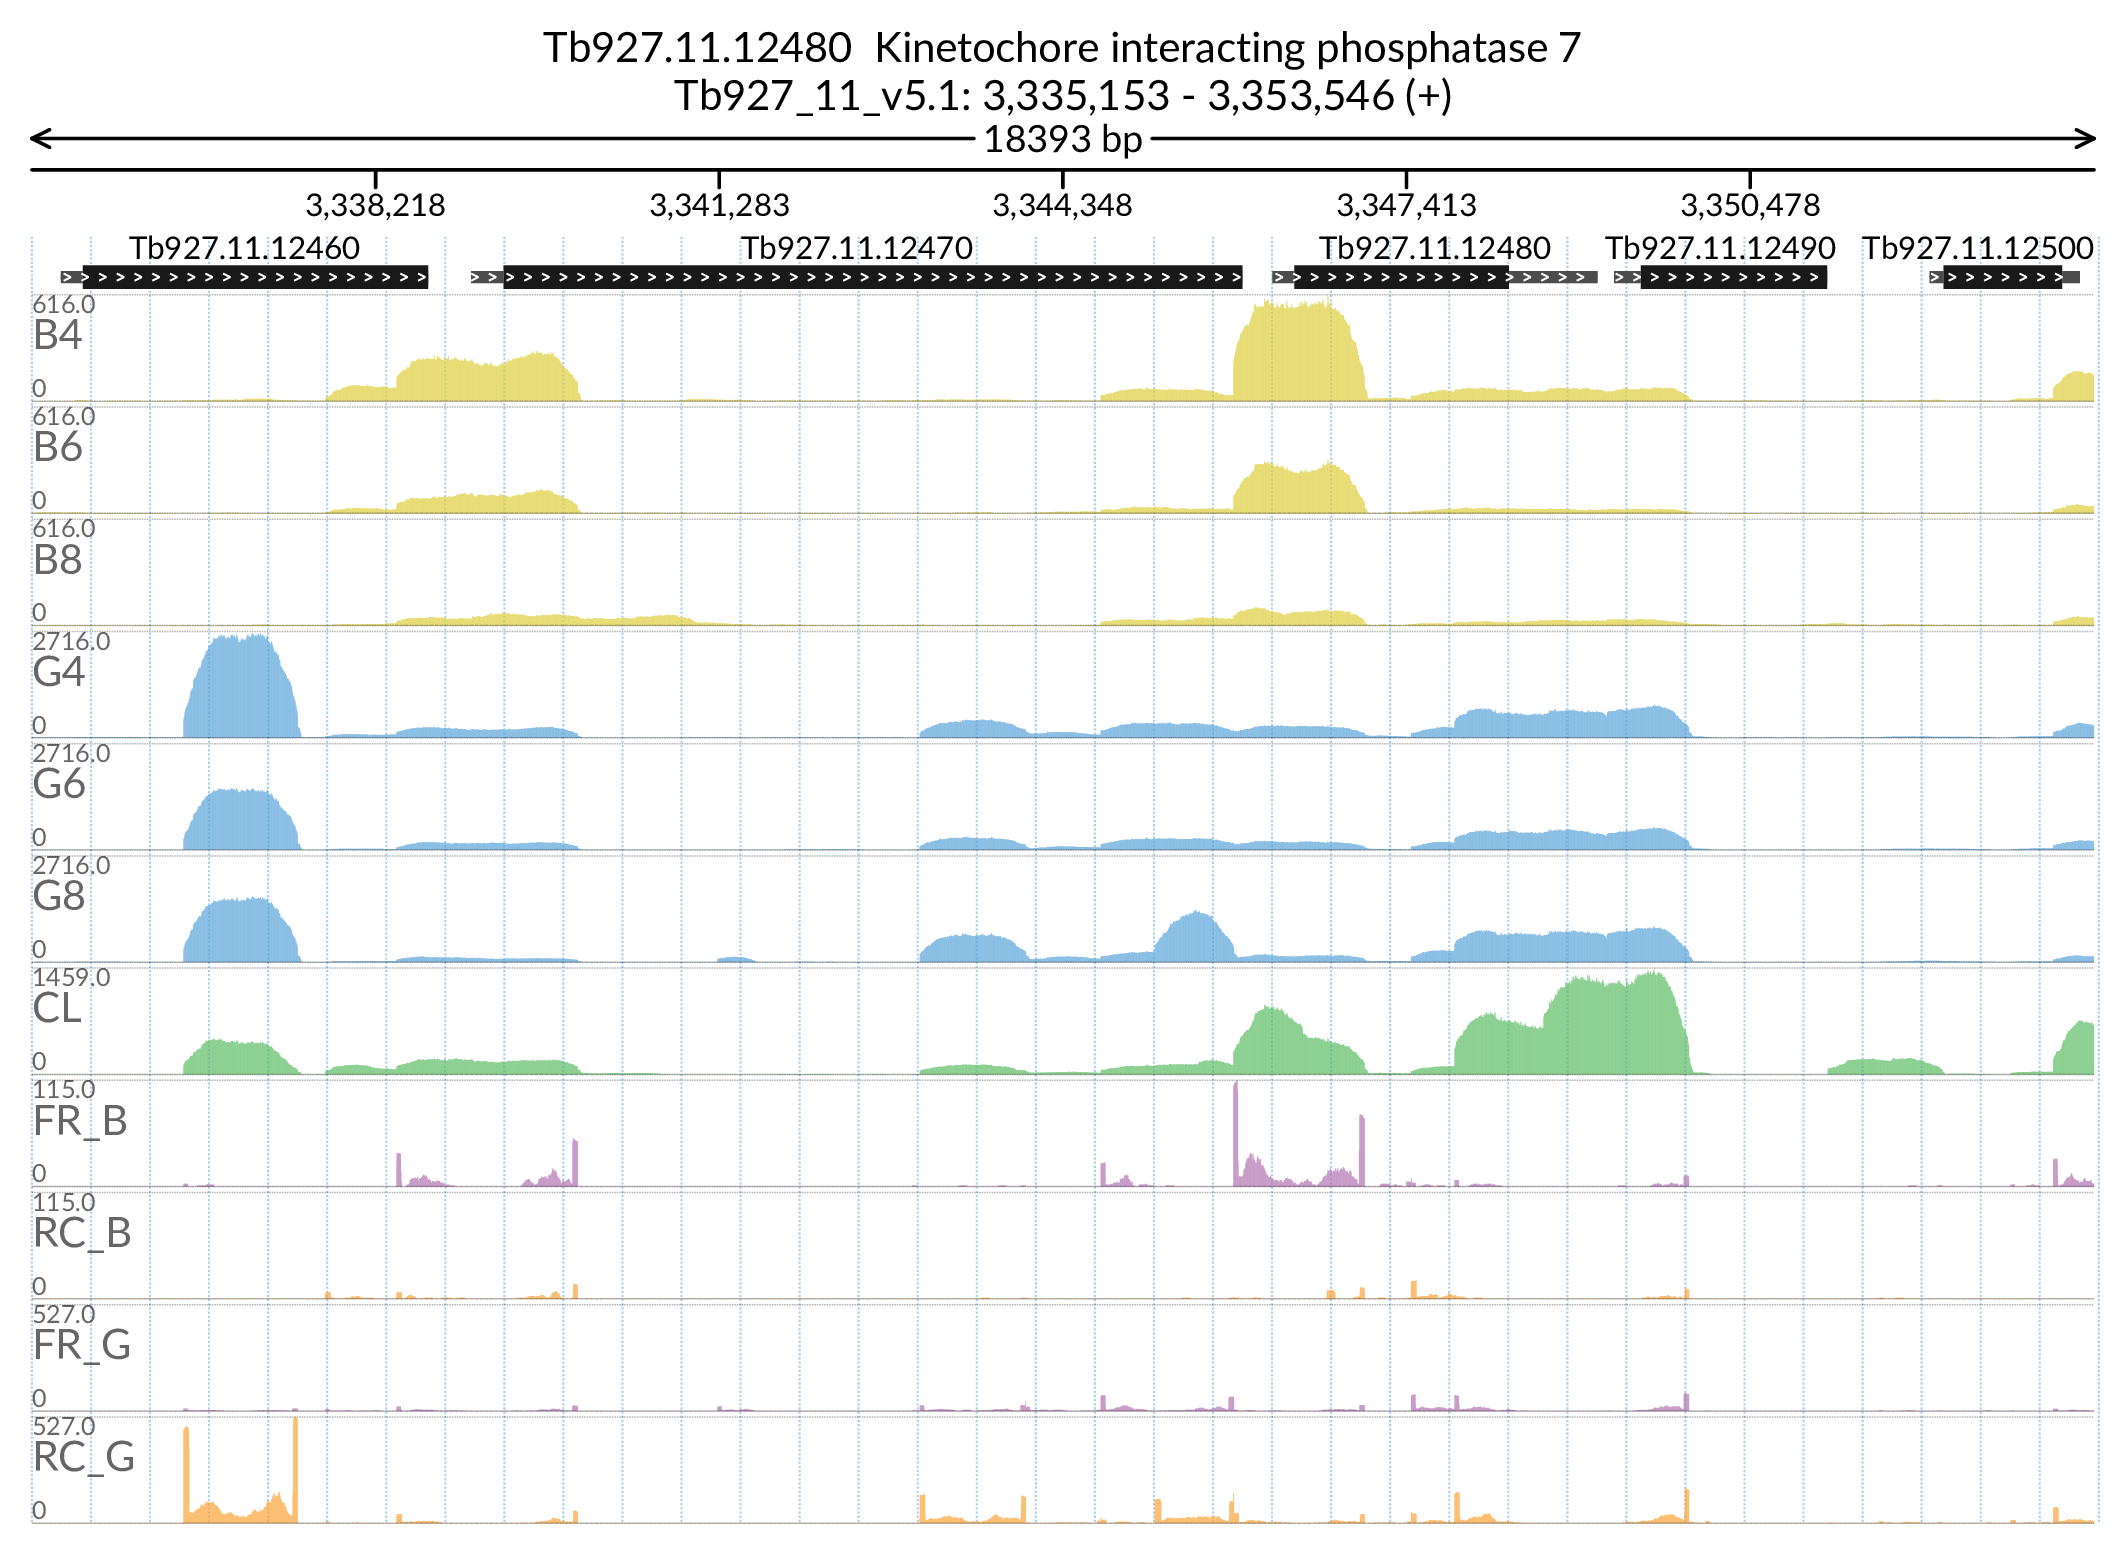 Tb927.11.12480  Kinetochore interacting phosphatase 7
Tb927_11_v5.1: 3,335,153 - 3,353,546 (+)
18393 bp
3,338,218 3,341,283 3,344,348 3,347,413 3,350,478
Tb927.11.12460 Tb927.11.12470 Tb927.11.12480 Tb927.11.12490 Tb927.11.12500
616.0
B4
0
616.0
B6
0
616.0
B8
0
2716.0
G4
0
2716.0
G6
0
2716.0
G8
0
1459.0
CL
0
115.0
FR_B
0
115.0
RC_B
0
527.0
FR_G
0
527.0
RC_G
0